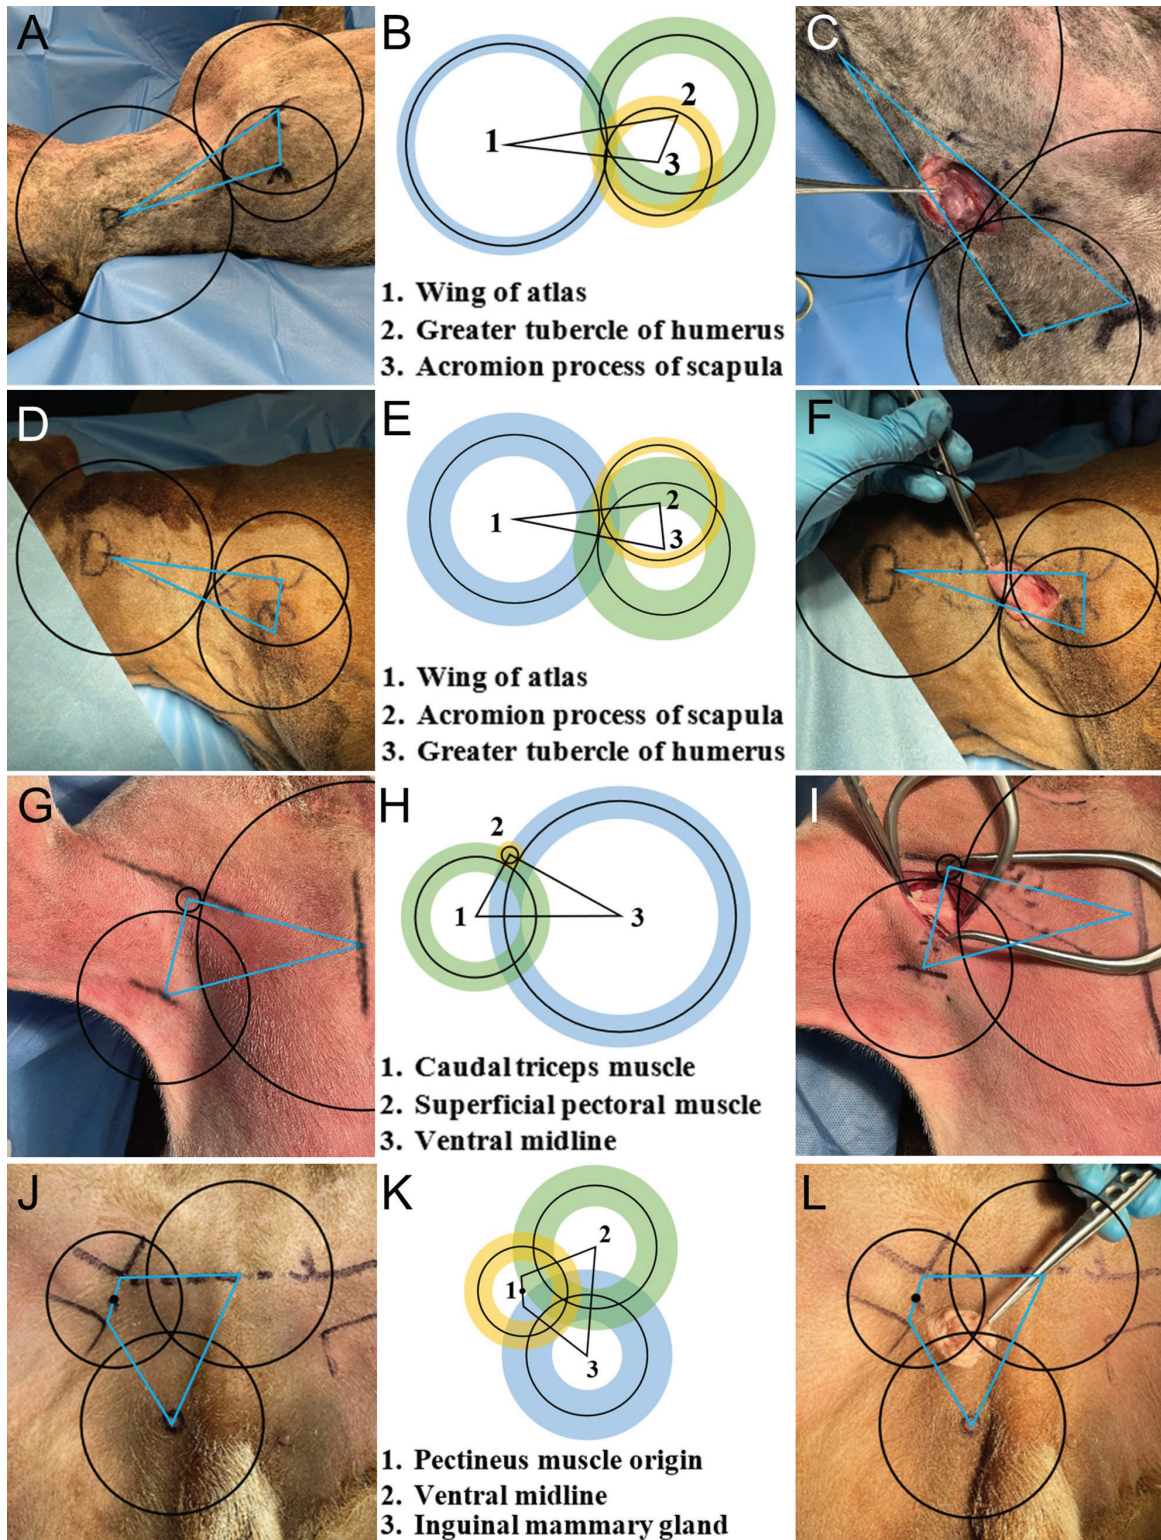 A
B
C
1
2
3
1. Wing of atlas
2. Greater tubercle of humerus
3. Acromion process of scapula
D
E
F
1
2
3
1. Wing of atlas
2. Acromion process of scapula
3. Greater tubercle of humerus
G
H
I
2
1
3
1. Caudal triceps muscle
2. Superficial pectoral muscle
3. Ventral midline
J
K
L
2
1
3
1. Pectineus muscle origin
2. Ventral midline
3. Inguinal mammary gland